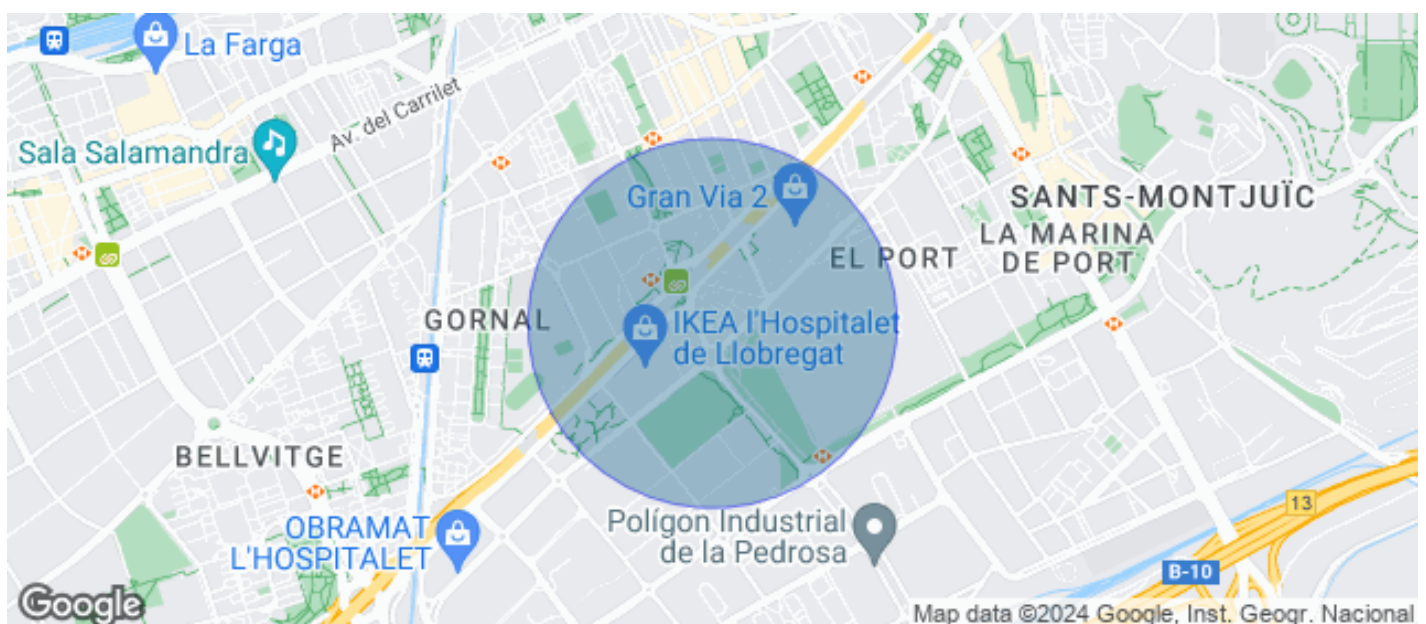 La Farga
Av. del Carrilet
Sala Salamandra
Gran Via 2
SANTS-MONTJUÏC
LA MARINA
DE PORT
EL PORT
GORNAL
IKEA l'Hospitalet
de Llobregat
BELLVITGE
OBRAMAT
L'HOSPITALET
Polígon Industrial
de la Pedrosa
13
B-10
Google
Map data ©2024 Google, Inst. Geogr. Nacional